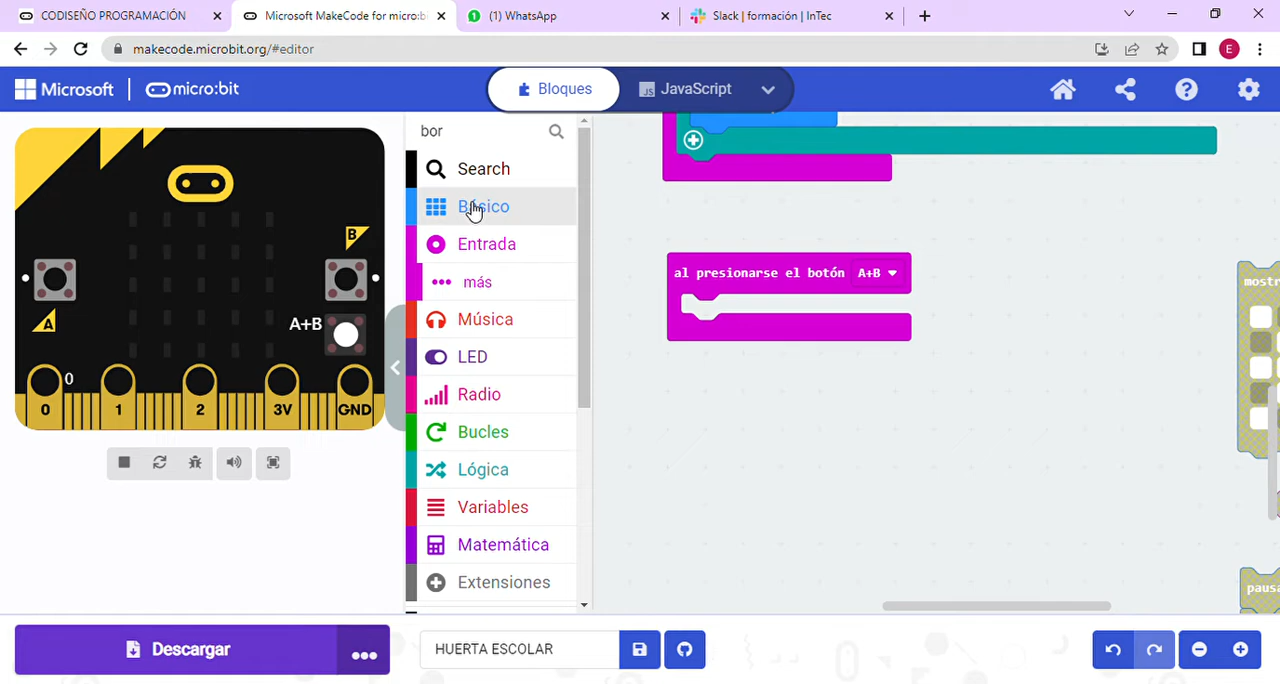 CODISEÑO PROGRAMACIÓN
Microsoft MakeCode for micro:bi
(1) WhatsApp
Slack | formación | InTec
makecode.microbit.org/#editor
E
Microsoft
micro:bit
Bloques
JS JavaScript
bor
Search
Básico
Entrada
más
Música
LED
Radio
Bucles
Lógica
Variables
Matemática
Extensiones
B
A
A+B
0
0 1 2 3V GND
al presionarse el botón A+B
mostr
pausa
Descargar
HUERTA ESCOLAR